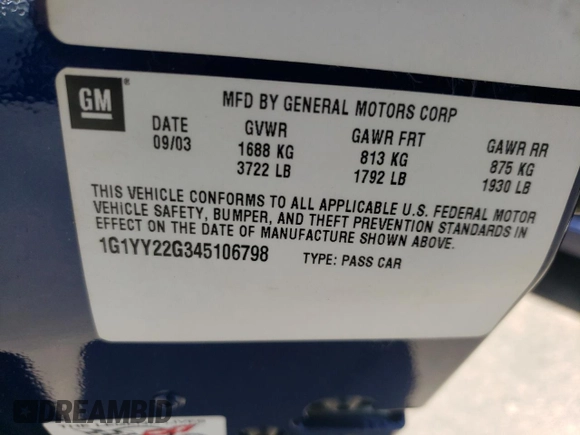 GM®
MFD BY GENERAL MOTORS CORP
DATE GVWR GAWR FRT GAWR RR
09/03 1688 KG 813 KG 875 KG
3722 LB 1792 LB 1930 LB
THIS VEHICLE CONFORMS TO ALL APPLICABLE U.S. FEDERAL MOTOR
VEHICLE SAFETY, BUMPER, AND THEFT PREVENTION STANDARDS IN
EFFECT ON THE DATE OF MANUFACTURE SHOWN ABOVE.
1G1YY22G345106798 TYPE: PASS CAR
DREAMBID